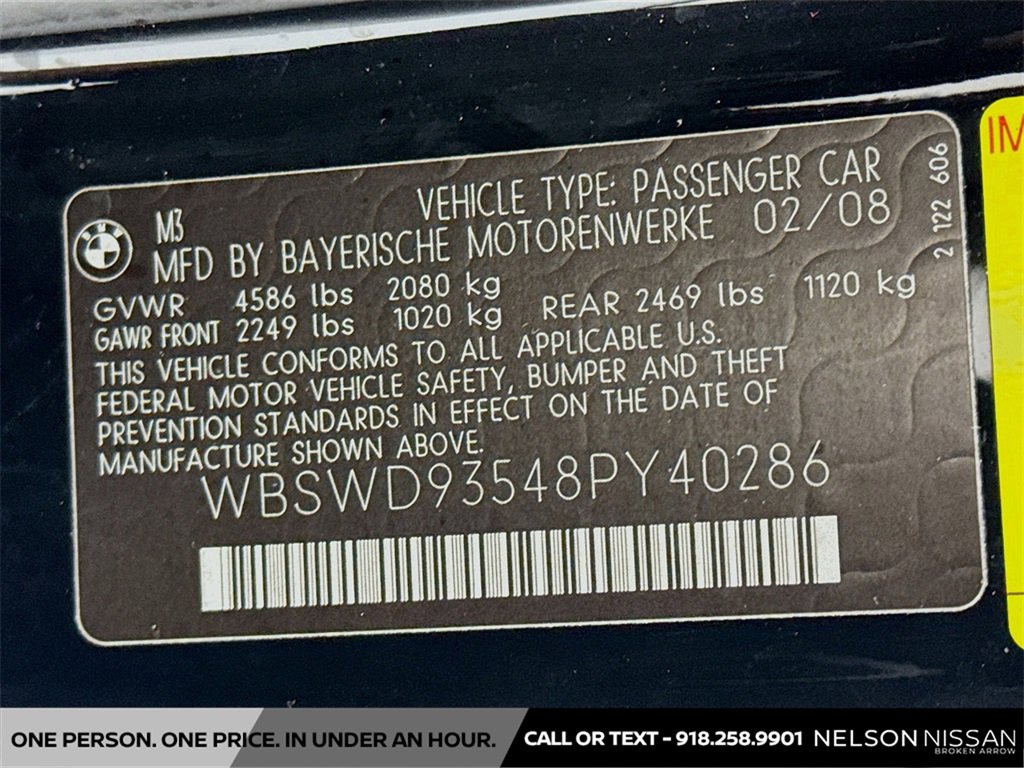 BMW
M3
VEHICLE TYPE: PASSENGER CAR
MFD BY BAYERISCHE MOTORENWERKE 02/08
2 122 606
GVWR 4586 lbs 2080 kg
GAWR FRONT 2249 lbs 1020 kg REAR 2469 lbs 1120 kg
THIS VEHICLE CONFORMS TO ALL APPLICABLE U.S.
FEDERAL MOTOR VEHICLE SAFETY, BUMPER AND THEFT
PREVENTION STANDARDS IN EFFECT ON THE DATE OF
MANUFACTURE SHOWN ABOVE.
WBSWD93548PY40286
ONE PERSON. ONE PRICE. IN UNDER AN HOUR.
CALL OR TEXT - 918.258.9901
NELSON NISSAN
BROKEN ARROW